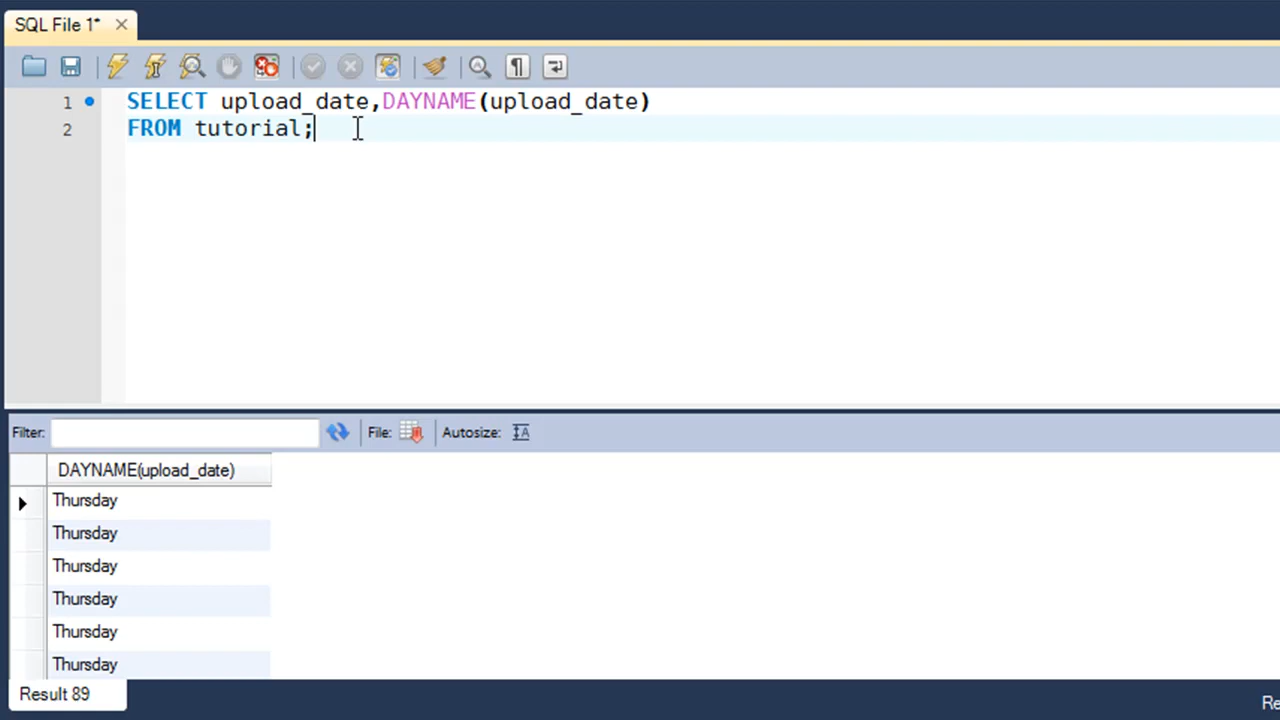 SQL File 1*
1 SELECT upload_date,DAYNAME(upload_date)
2 FROM tutorial;
Filter: File: Autosize:
DAYNAME(upload_date)
Thursday
Thursday
Thursday
Thursday
Thursday
Thursday
Result 89